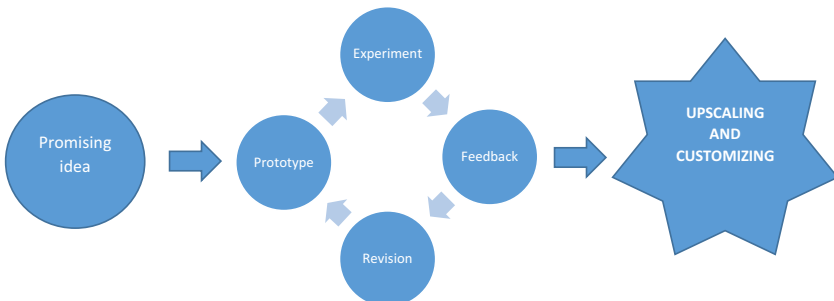 Promising
idea
Prototype
Experiment
Feedback
Revision
UPSCALING
AND
CUSTOMIZING